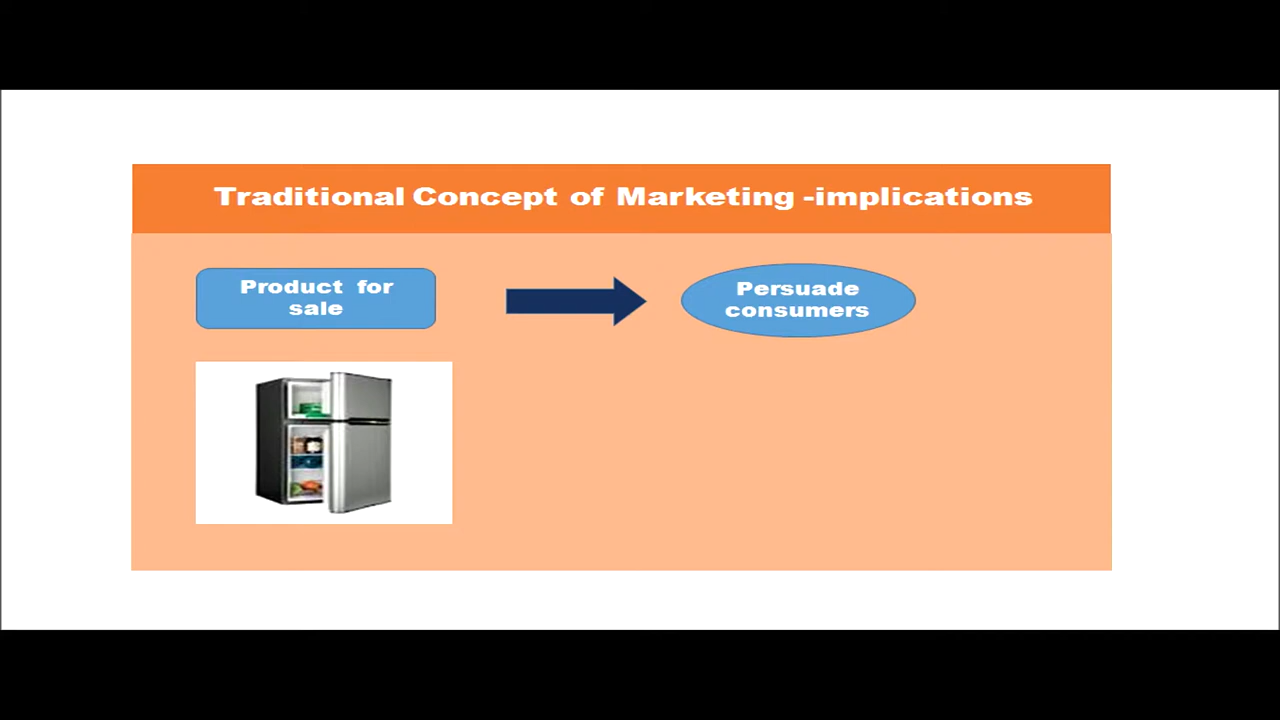 Traditional Concept of Marketing -implications
Product for
sale
Persuade
consumers